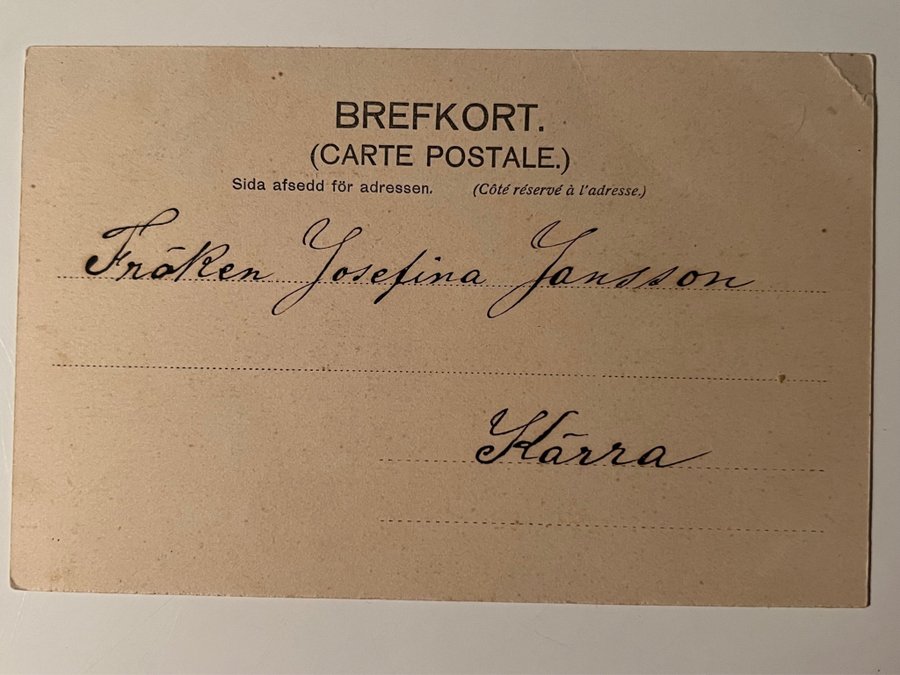 BREFKORT.
(CARTE POSTALE.)
Sida afsedd för adressen. (Côté réservé à l'adresse.)
Fröken Josefina Jansson
Kärra